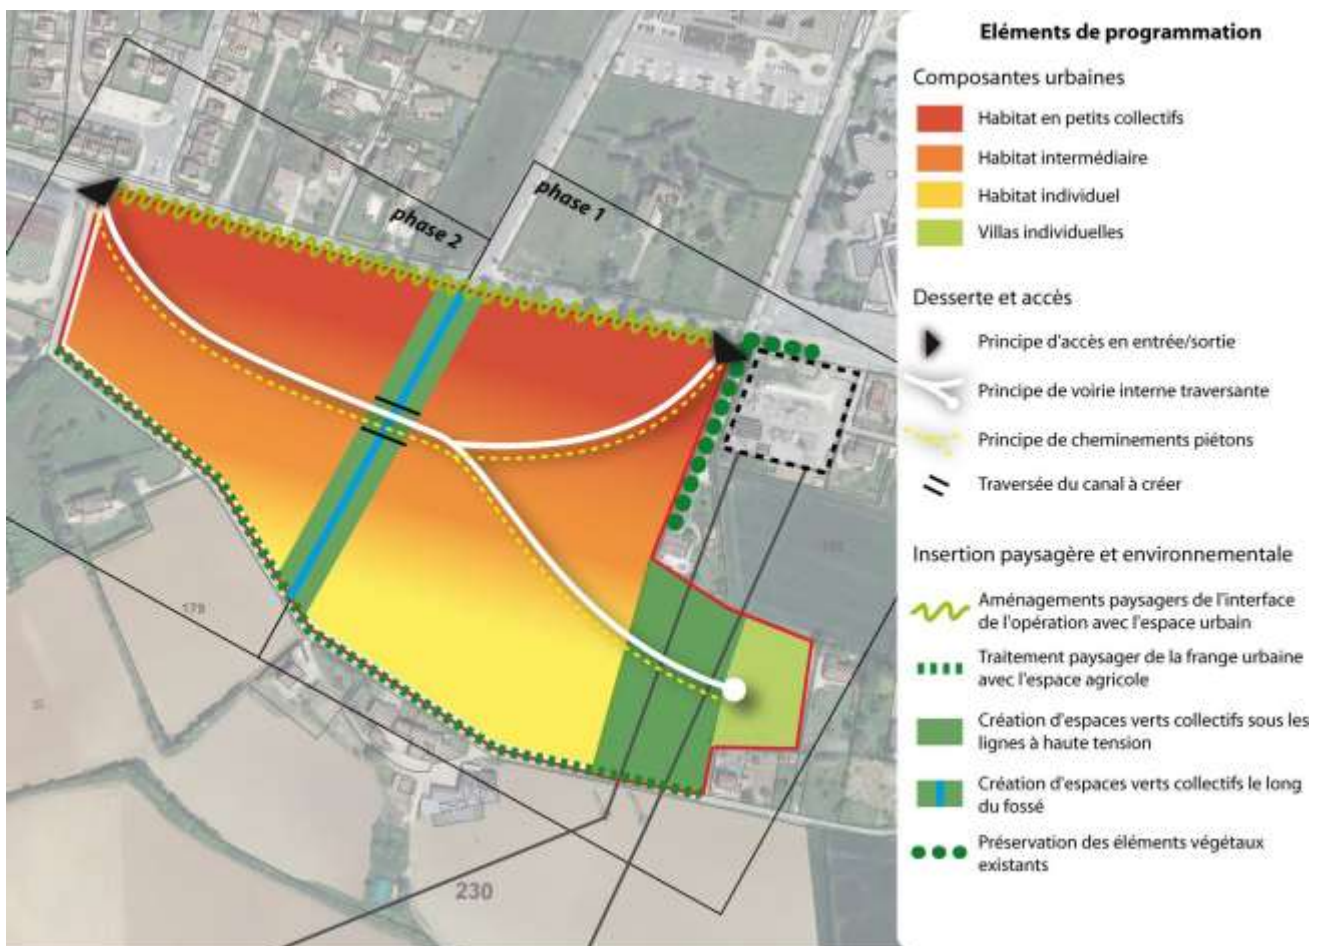 phase 1
phase 2
179
230
Eléments de programmation
Composantes urbaines
Habitat en petits collectifs
Habitat intermédiaire
Habitat individuel
Villas individuelles
Desserte et accès
Principe d'accès en entrée/sortie
Principe de voirie interne traversante
Principe de cheminements piétons
Traversée du canal à créer
Insertion paysagère et environnementale
Aménagements paysagers de l'interface
de l'opération avec l'espace urbain
Traitement paysager de la frange urbaine
avec l'espace agricole
Création d'espaces verts collectifs sous les
lignes à haute tension
Création d'espaces verts collectifs le long
du fossé
Préservation des éléments végétaux
existants